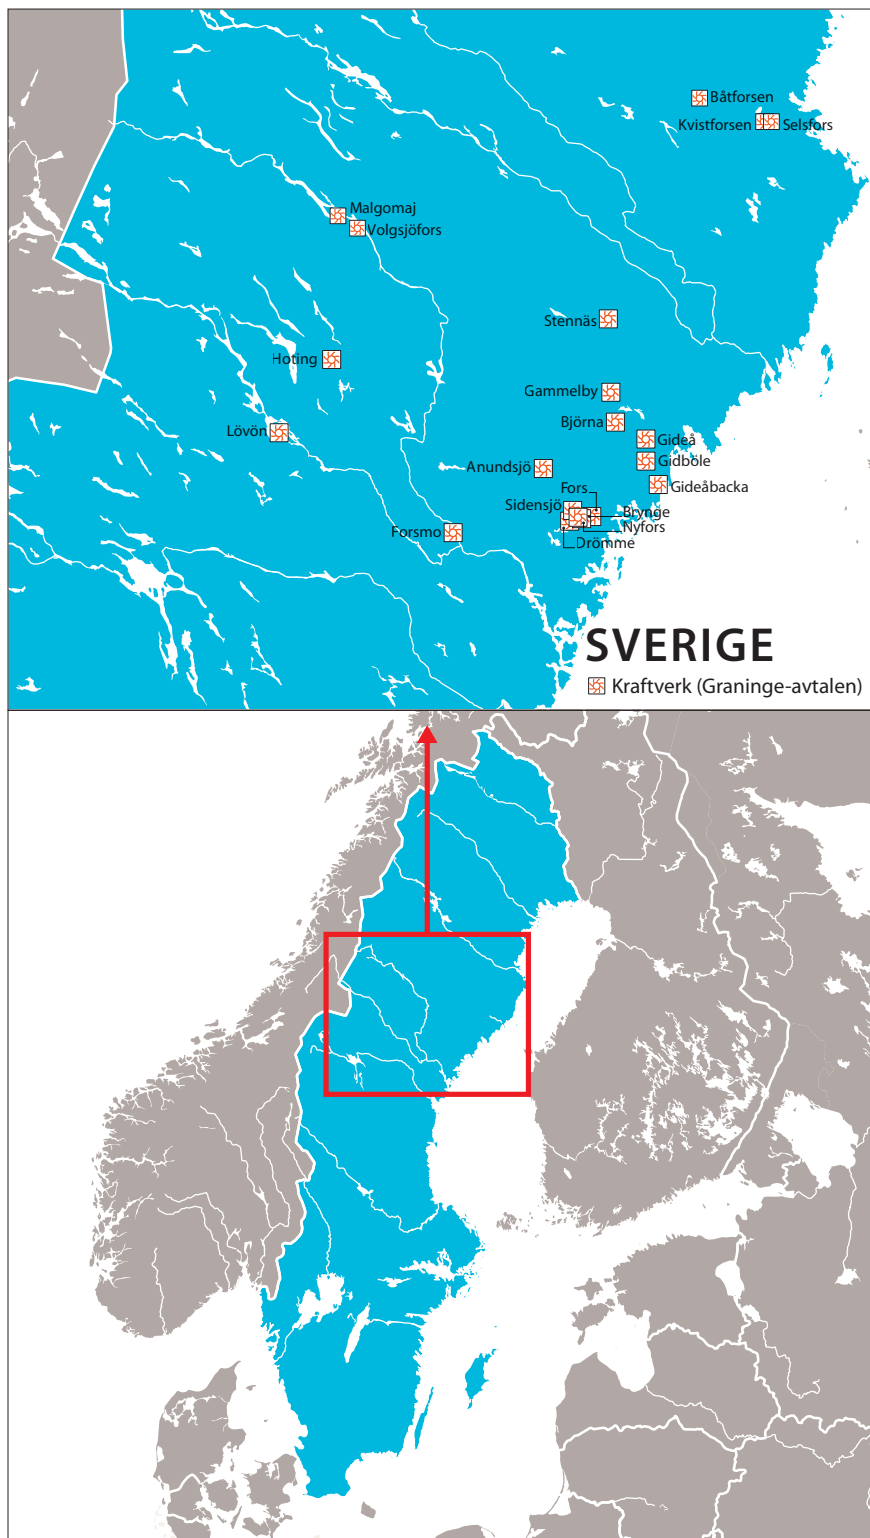 Båtforsen
Kvistforsen
Selsfors
Malgomaj
Volgsjöfors
Stennäs
Hoting
Gammelby
Björna
Lövön
Gideå
Gidböle
Anundsjö
Gideåbacka
Fors
Sidensjö
Brynge
Nyfors
Forsmo
Drömme
SVERIGE
Kraftverk (Graninge-avtalen)